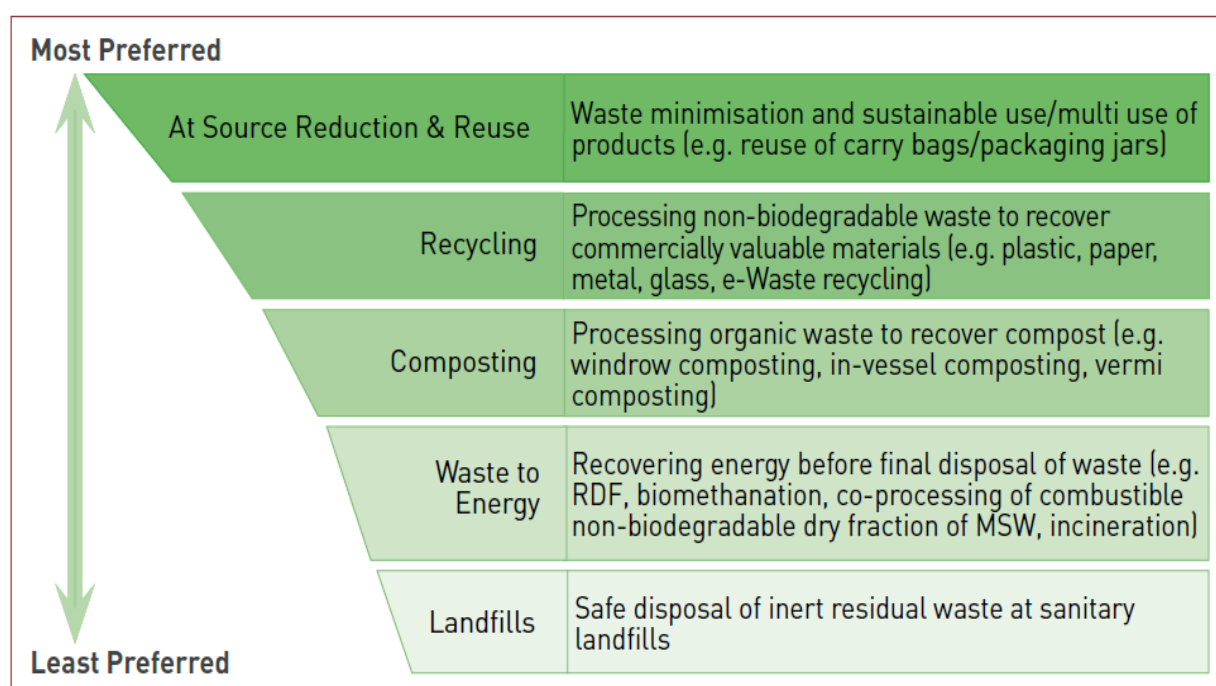 Most Preferred
At Source Reduction & Reuse
Waste minimisation and sustainable use/multi use of
products (e.g. reuse of carry bags/packaging jars)
Recycling
Processing non-biodegradable waste to recover
commercially valuable materials (e.g. plastic, paper,
metal, glass, e-Waste recycling)
Composting
Processing organic waste to recover compost (e.g.
windrow composting, in-vessel composting, vermi
composting)
Waste to
Energy
Recovering energy before final disposal of waste (e.g.
RDF, biomethanation, co-processing of combustible
non-biodegradable dry fraction of MSW, incineration)
Landfills
Safe disposal of inert residual waste at sanitary
landfills
Least Preferred